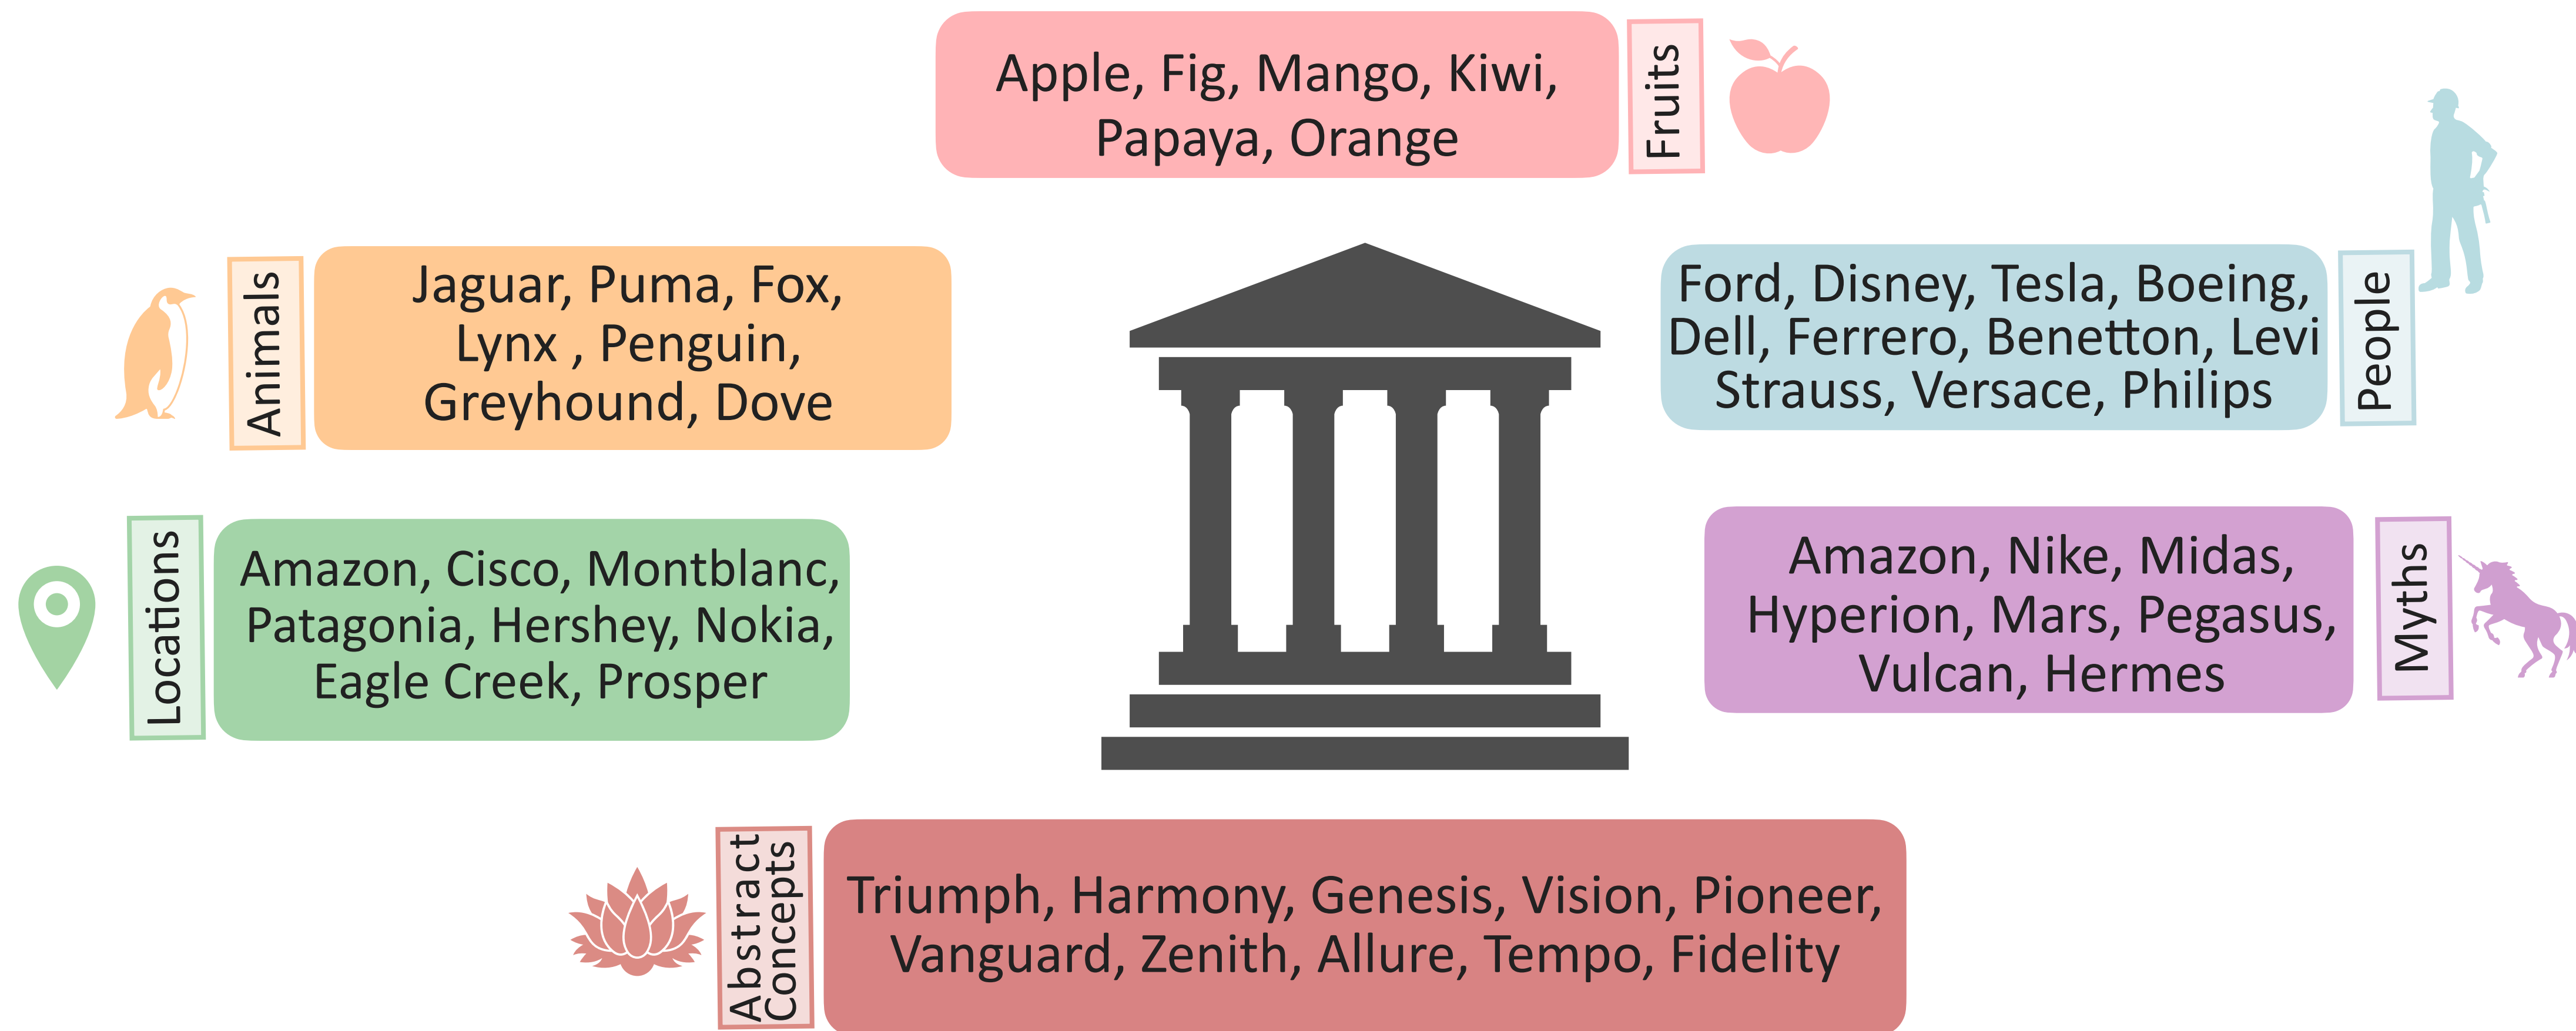 Apple, Fig, Mango, Kiwi,
Papaya, Orange
Fruits
Animals
Jaguar, Puma, Fox,
Lynx , Penguin,
Greyhound, Dove
Ford, Disney, Tesla, Boeing,
Dell, Ferrero, Benetton, Levi
Strauss, Versace, Philips
People
Locations
Amazon, Cisco, Montblanc,
Patagonia, Hershey, Nokia,
Eagle Creek, Prosper
Amazon, Nike, Midas,
Hyperion, Mars, Pegasus,
Vulcan, Hermes
Myths
Abstract
Concepts
Triumph, Harmony, Genesis, Vision, Pioneer,
Vanguard, Zenith, Allure, Tempo, Fidelity